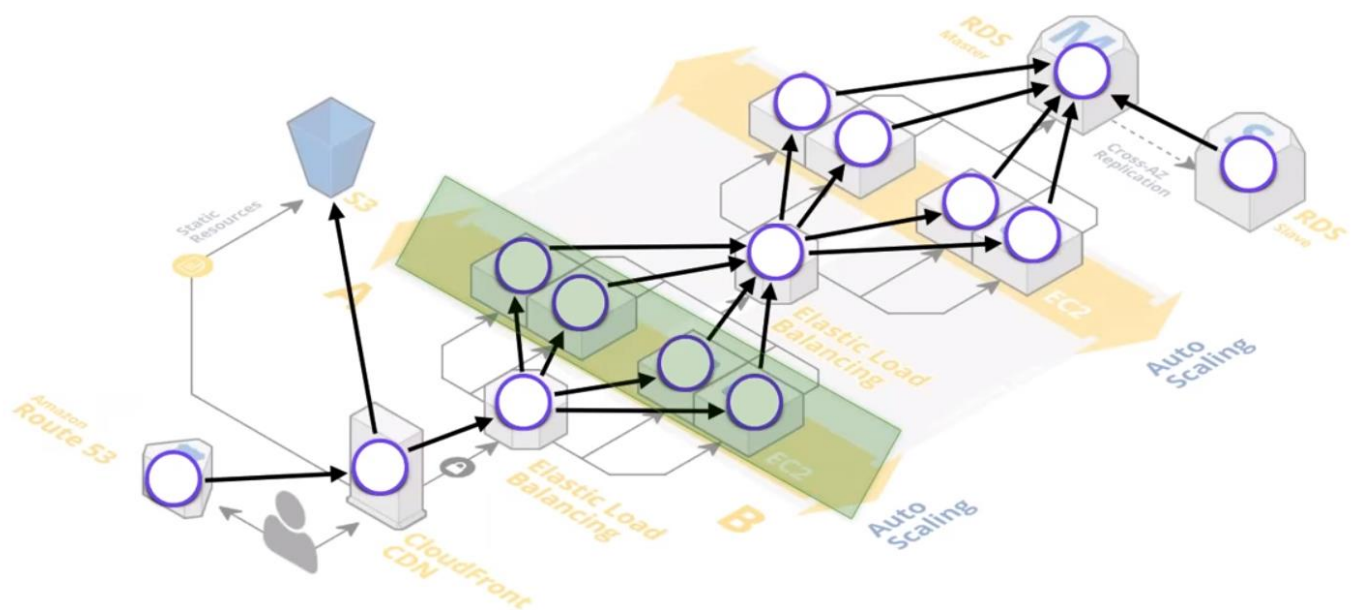 RDS
Master
M
S
Cross-AZ
Replication
RDS
Slave
S3
Static
Resources
A
EC2
Elastic Load
Balancing
Auto
Scaling
Amazon
Route 53
EC2
Elastic Load
Balancing
B
Auto
Scaling
CloudFront
CDN